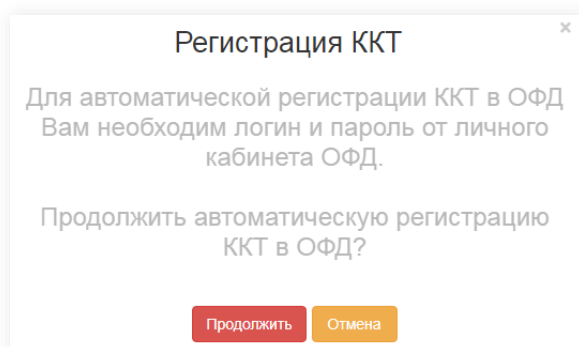 ×
Регистрация ККТ
Для автоматической регистрации ККТ в ОФД
Вам необходим логин и пароль от личного
кабинета ОФД.
Продолжить автоматическую регистрацию
ККТ в ОФД?
Продолжить Отмена